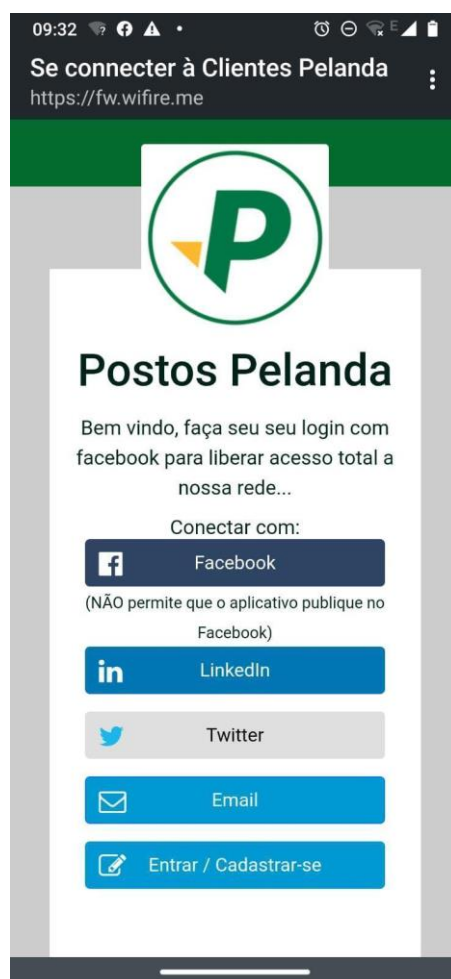 09:32
E
Se connecter à Clientes Pelanda
https://fw.wifire.me
P
Postos Pelanda
Bem vindo, faça seu seu login com
facebook para liberar acesso total a
nossa rede...
Conectar com:
Facebook
(NÃO permite que o aplicativo publique no
Facebook)
in LinkedIn
Twitter
Email
Entrar / Cadastrar-se